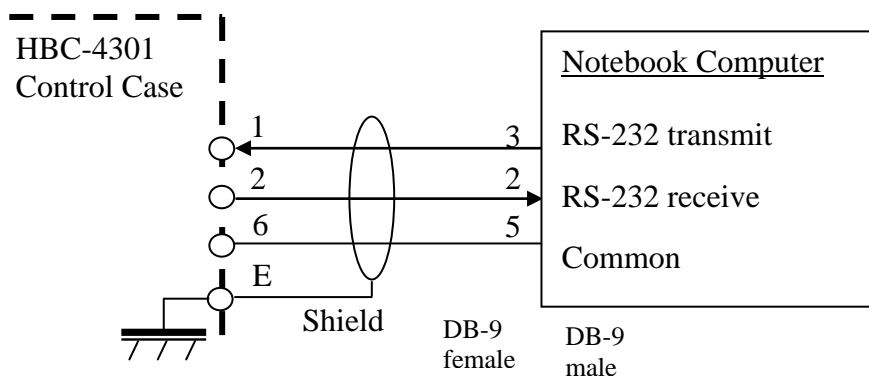 HBC-4301
Control Case
Notebook Computer
1 3 RS-232 transmit
2 2 RS-232 receive
6 5 Common
E
Shield
DB-9
female
DB-9
male